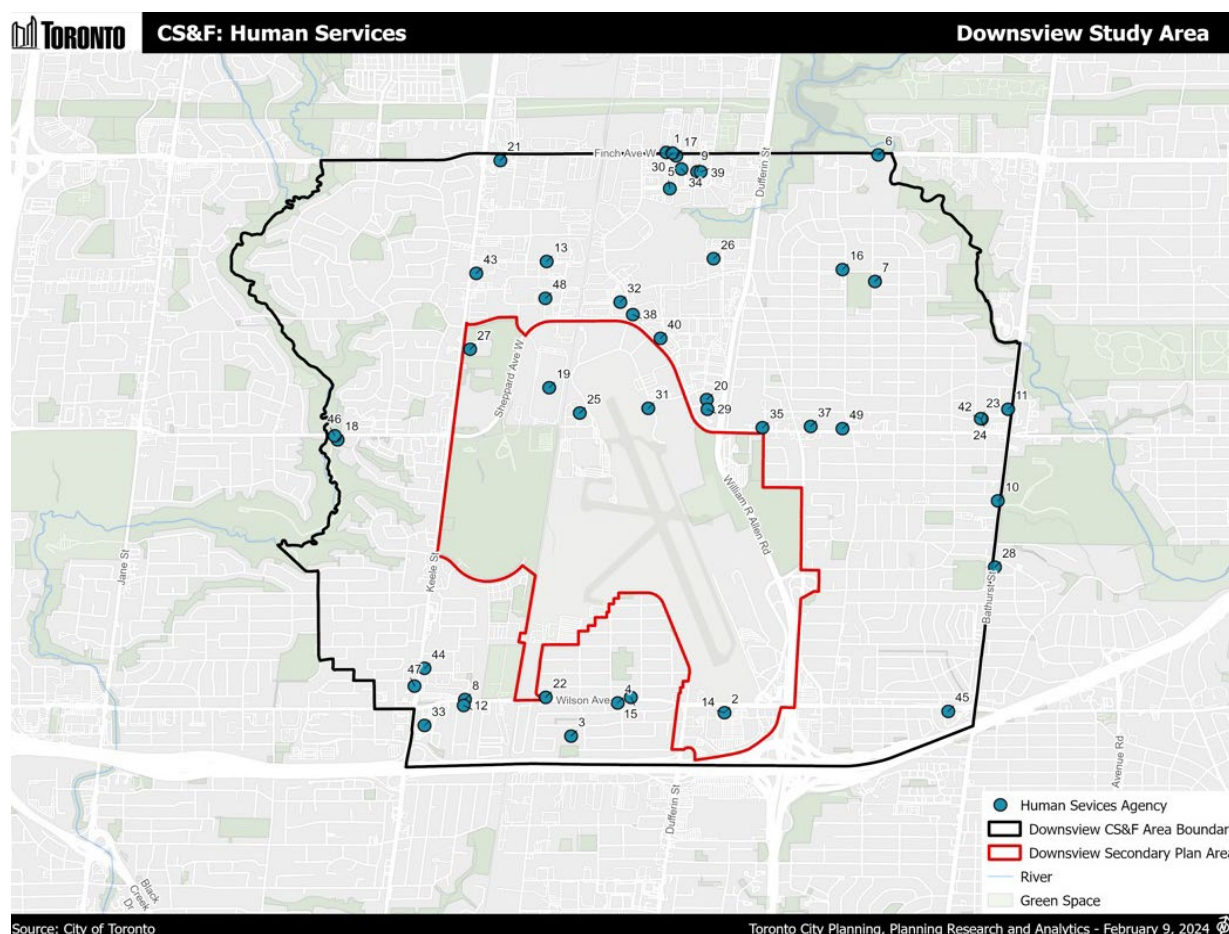 TORONTO
CS&F: Human Services
Downsview Study Area
1
17
6
21
Finch Ave W
30
9
5
34
39
Dufferin St
26
13
16
43
7
48
32
38
40
27
Sheppard Ave W
19
20
31
25
29
11
23
42
35
37
49
24
46
18
William R Allen Rd
10
Jane St
Keele St
28
Bathurst St
44
47
8
22
4
Wilson Ave
12
15
14
2
45
33
3
Avenue Rd
Dufferin St
Human Sevices Agency
Downsview CS&F Area Boundar
Downsview Secondary Plan Area
River
Green Space
Black
Creek
Dr
Source: City of Toronto
Toronto City Planning, Planning Research and Analytics - February 9, 2024